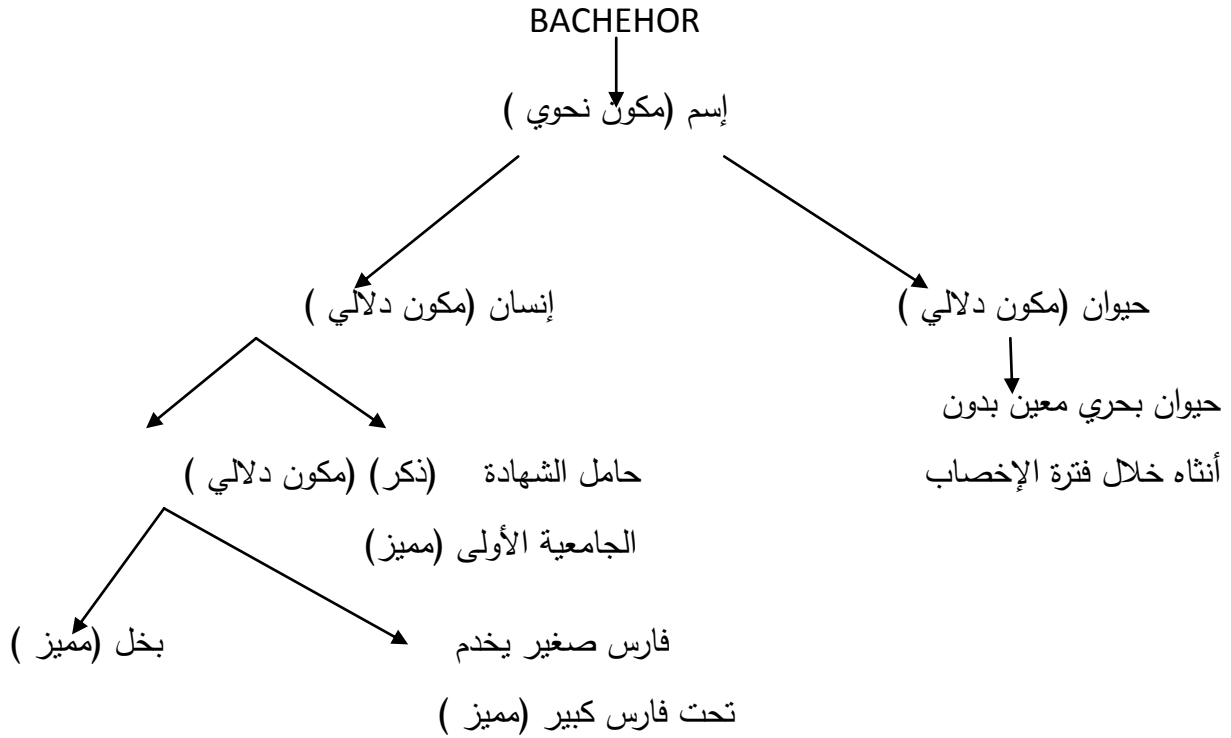 BACHEHOR
إسم (مكون نحوي )
حيوان (مكون دلالي )
إنسان (مكون دلالي )
حيوان بحري معين بدون
أنثاه خلال فترة الإخصاب
حامل الشهادة (ذكر) (مكون دلالي )
الجامعية الأولى (مميز)
فارس صغير يخدم
تحت فارس كبير (مميز )
بخل (مميز )